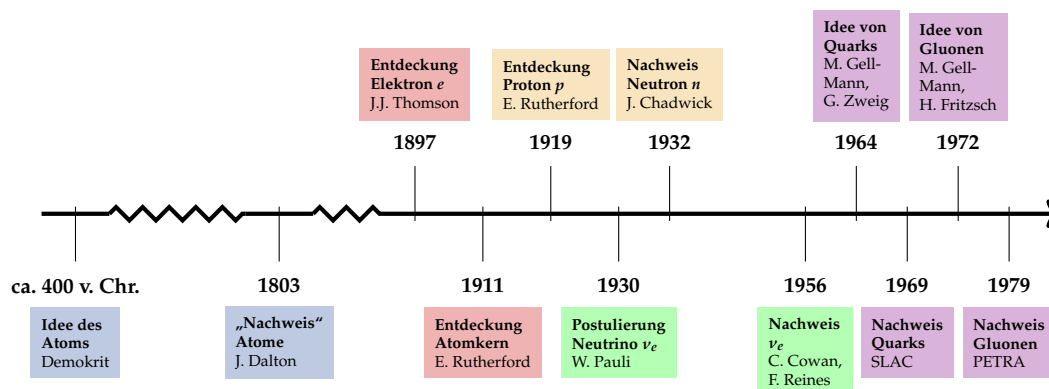 Entdeckung
Elektron e
J.J. Thomson
1897
Entdeckung
Proton p
E. Rutherford
1919
Nachweis
Neutron n
J. Chadwick
1932
Idee von
Quarks
M. Gell-
Mann,
G. Zweig
1964
Idee von
Gluonen
M. Gell-
Mann,
H. Fritzsch
1972
ca. 400 v. Chr.
Idee des
Atoms
Demokrit
1803
„Nachweis“
Atome
J. Dalton
1911
Entdeckung
Atomkern
E. Rutherford
1930
Postulierung
Neutrino νe
W. Pauli
1956
Nachweis
νe
C. Cowan,
F. Reines
1969
Nachweis
Quarks
SLAC
1979
Nachweis
Gluonen
PETRA